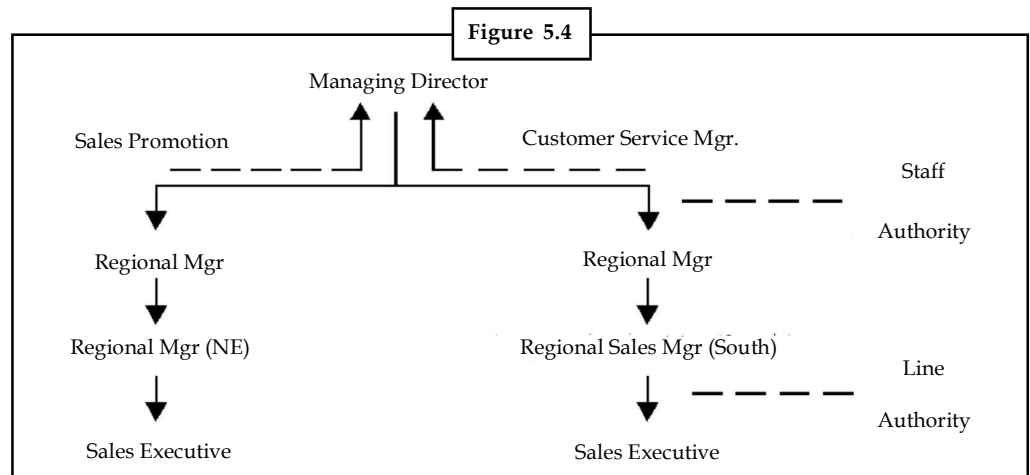 Figure 5.4
Managing Director
Sales Promotion
Customer Service Mgr.
Staff
Authority
Regional Mgr
Regional Mgr
Regional Mgr (NE)
Regional Sales Mgr (South)
Line
Authority
Sales Executive
Sales Executive